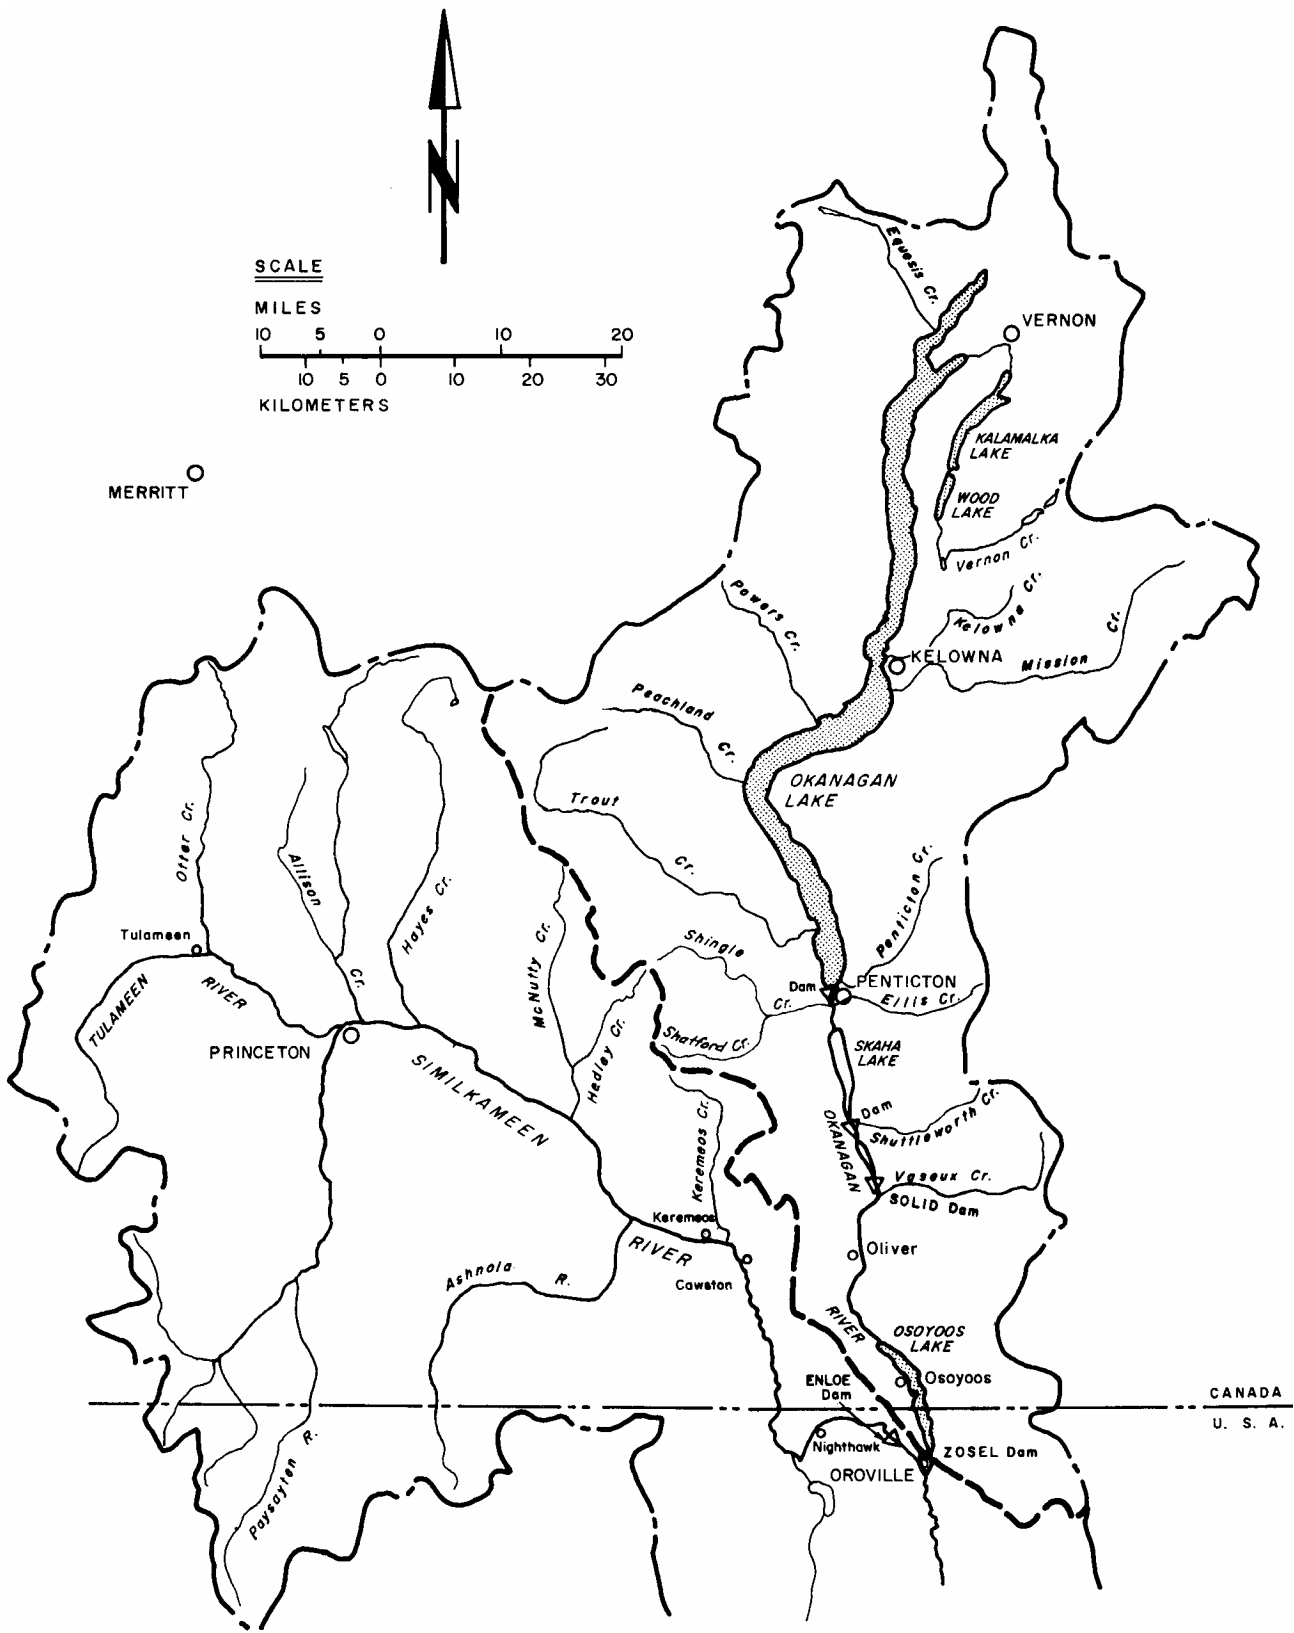 N
SCALE
MILES
10 5 0 10 20
10 5 0 10 20 30
KILOMETERS
Equesis Cr.
VERNON
KALAMALKA
LAKE
MERRITT
WOOD
LAKE
Vernon Cr.
Powers Cr.
Kelowna Cr.
KELOWNA
Mission Cr.
Peachland Cr.
OKANAGAN
LAKE
Trout Cr.
Otter Cr.
Allison Cr.
Hayes Cr.
Penticton Cr.
Tulameen
TULAMEEN RIVER
McNutty Cr.
Shingle Cr.
Dam
PENTICTON
Ellis Cr.
PRINCETON
SIMILKAMEEN
Hedley Cr.
Shatford Cr.
SKAHA
LAKE
Keremeos Cr.
Dam
OKANAGAN
Shuttleworth Cr.
Vaseux Cr.
SOLID Dam
Keremeos
RIVER
Oliver
Ashnola R.
Cawston
RIVER
OSOYOOS
LAKE
ENLOE
Dam
Osoyoos
CANADA
U. S. A.
Nighthawk
ZOSEL Dam
OROVILLE
Paysayten R.